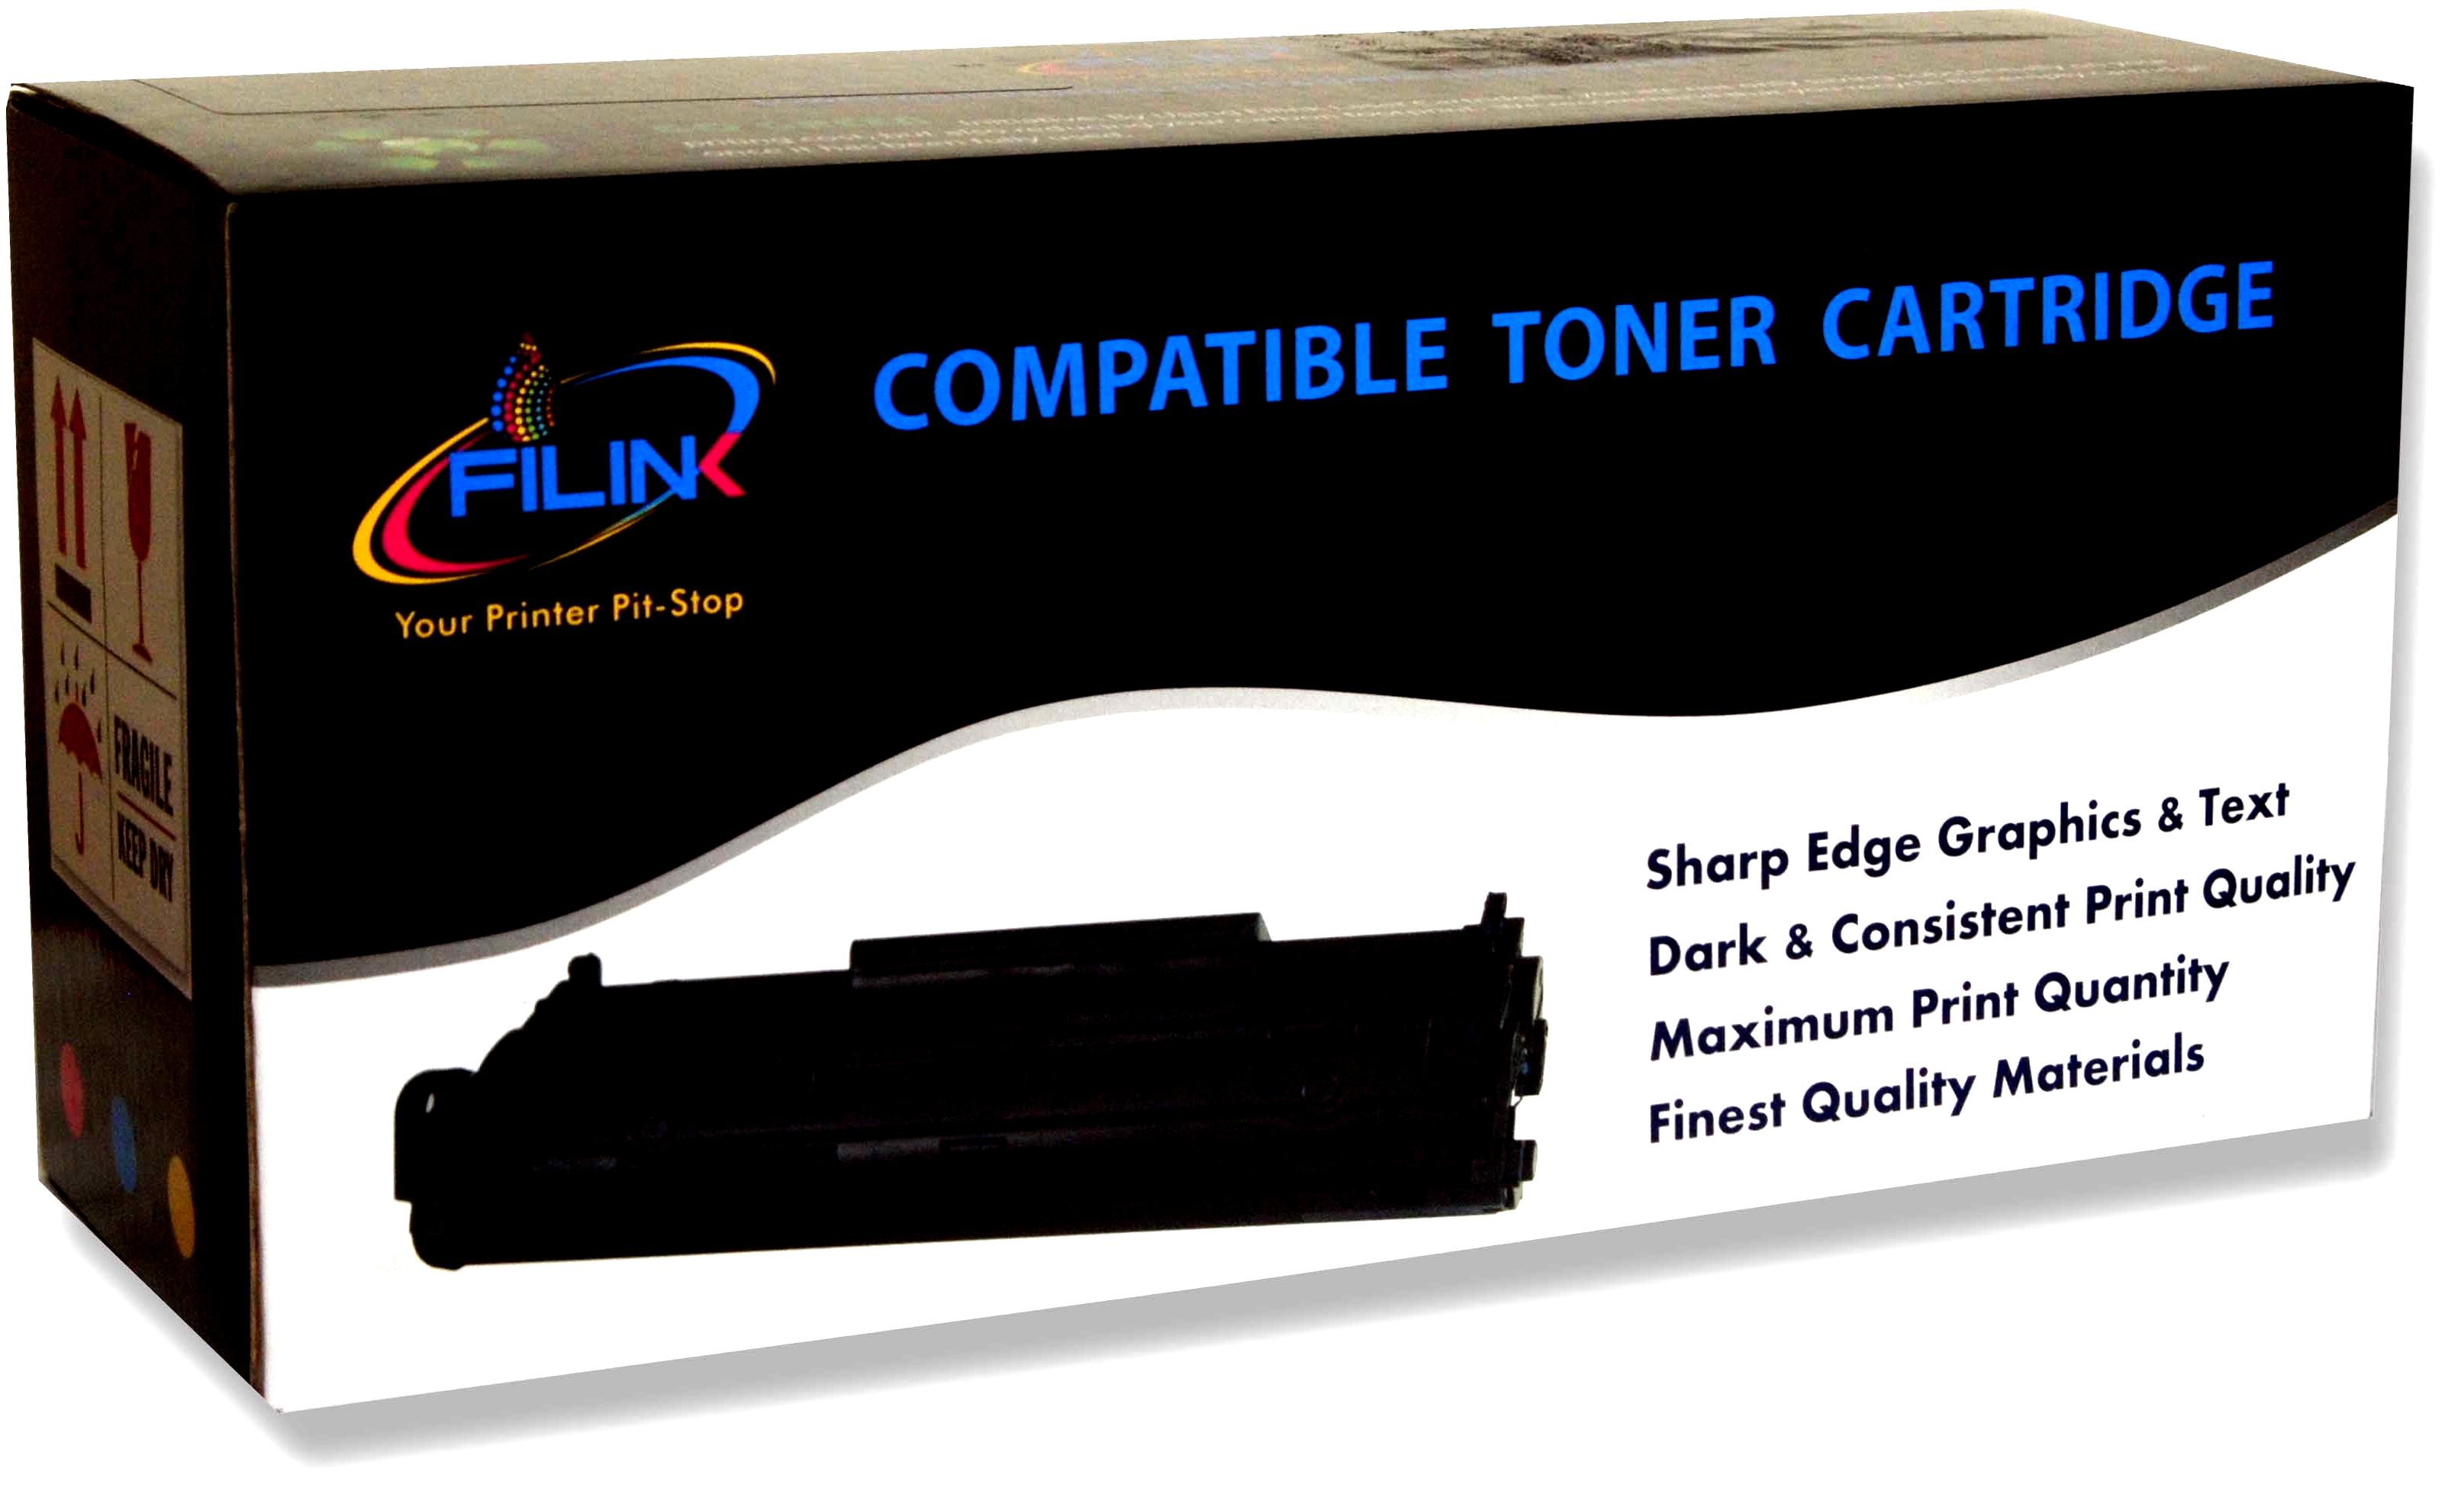 COMPATIBLE TONER CARTRIDGE
FILINK
Your Printer Pit-Stop
Sharp Edge Graphics & Text
Dark & Consistent Print Quality
Maximum Print Quantity
Finest Quality Materials
FRAGILE
KEEP DRY